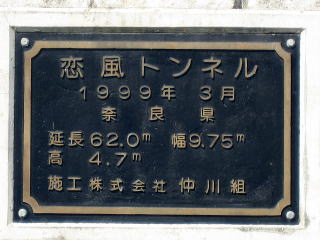 恋風トンネル
1999年 3月
奈良県
延長62.0m 幅9.75m
高 4.7m
施工株式会社 仲川組